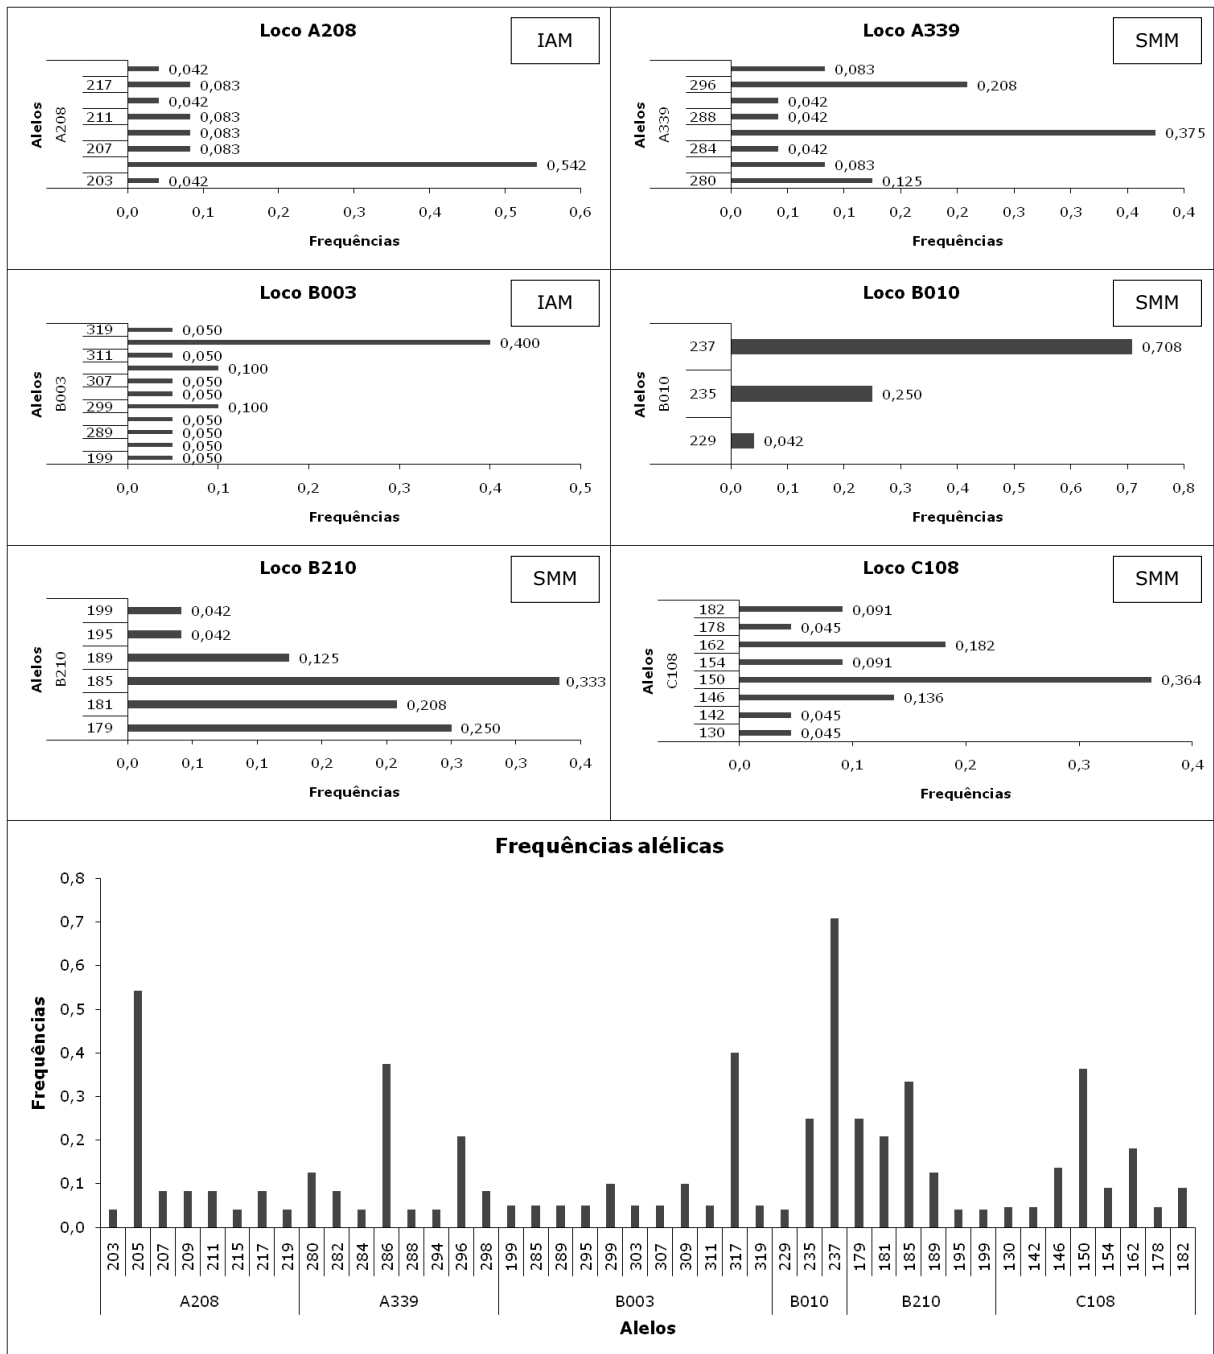 Loco A208
IAM
Alelos
A208
0,042
217
0,083
0,042
211
0,083
0,083
207
0,083
0,542
203
0,042
0,0 0,1 0,1 0,2 0,4 0,5 0,6
Frequências
Loco A339
SMM
Alelos
A339
0,083
296
0,208
0,042
288
0,042
0,375
284
0,042
0,083
280
0,125
0,0 0,1 0,1 0,2 0,2 0,3 0,3 0,4 0,4
Frequências
Loco B003
IAM
Alelos
B003
319
0,050
0,400
311
0,050
0,100
307
0,050
0,050
299
0,100
0,050
289
0,050
0,050
199
0,050
0,0 0,1 0,2 0,3 0,4 0,5
Frequências
Loco B010
SMM
Alelos
B010
237
0,708
235
0,250
229
0,042
0,0 0,1 0,2 0,3 0,4 0,5 0,6 0,7 0,8
Frequências
Loco B210
SMM
Alelos
B210
199
0,042
195
0,042
189
0,125
185
0,333
181
0,208
179
0,250
0,0 0,1 0,1 0,2 0,2 0,3 0,3 0,4
Frequências
Loco C108
SMM
Alelos
C108
182
0,091
178
0,045
162
0,182
154
0,091
150
0,364
146
0,136
142
0,045
130
0,045
0,0 0,1 0,2 0,3 0,4
Frequências
Frequências alélicas
Frequências
0,8
0,7
0,6
0,5
0,4
0,3
0,2
0,1
0,0
203 205 207 209 211 215 217 219 280 282 284 286 288 294 296 298 199 285 289 295 299 303 307 309 311 317 319 229 235 237 179 181 185 189 195 199 130 142 146 150 154 162 178 182
A208 A339 B003 B010 B210 C108
Alelos